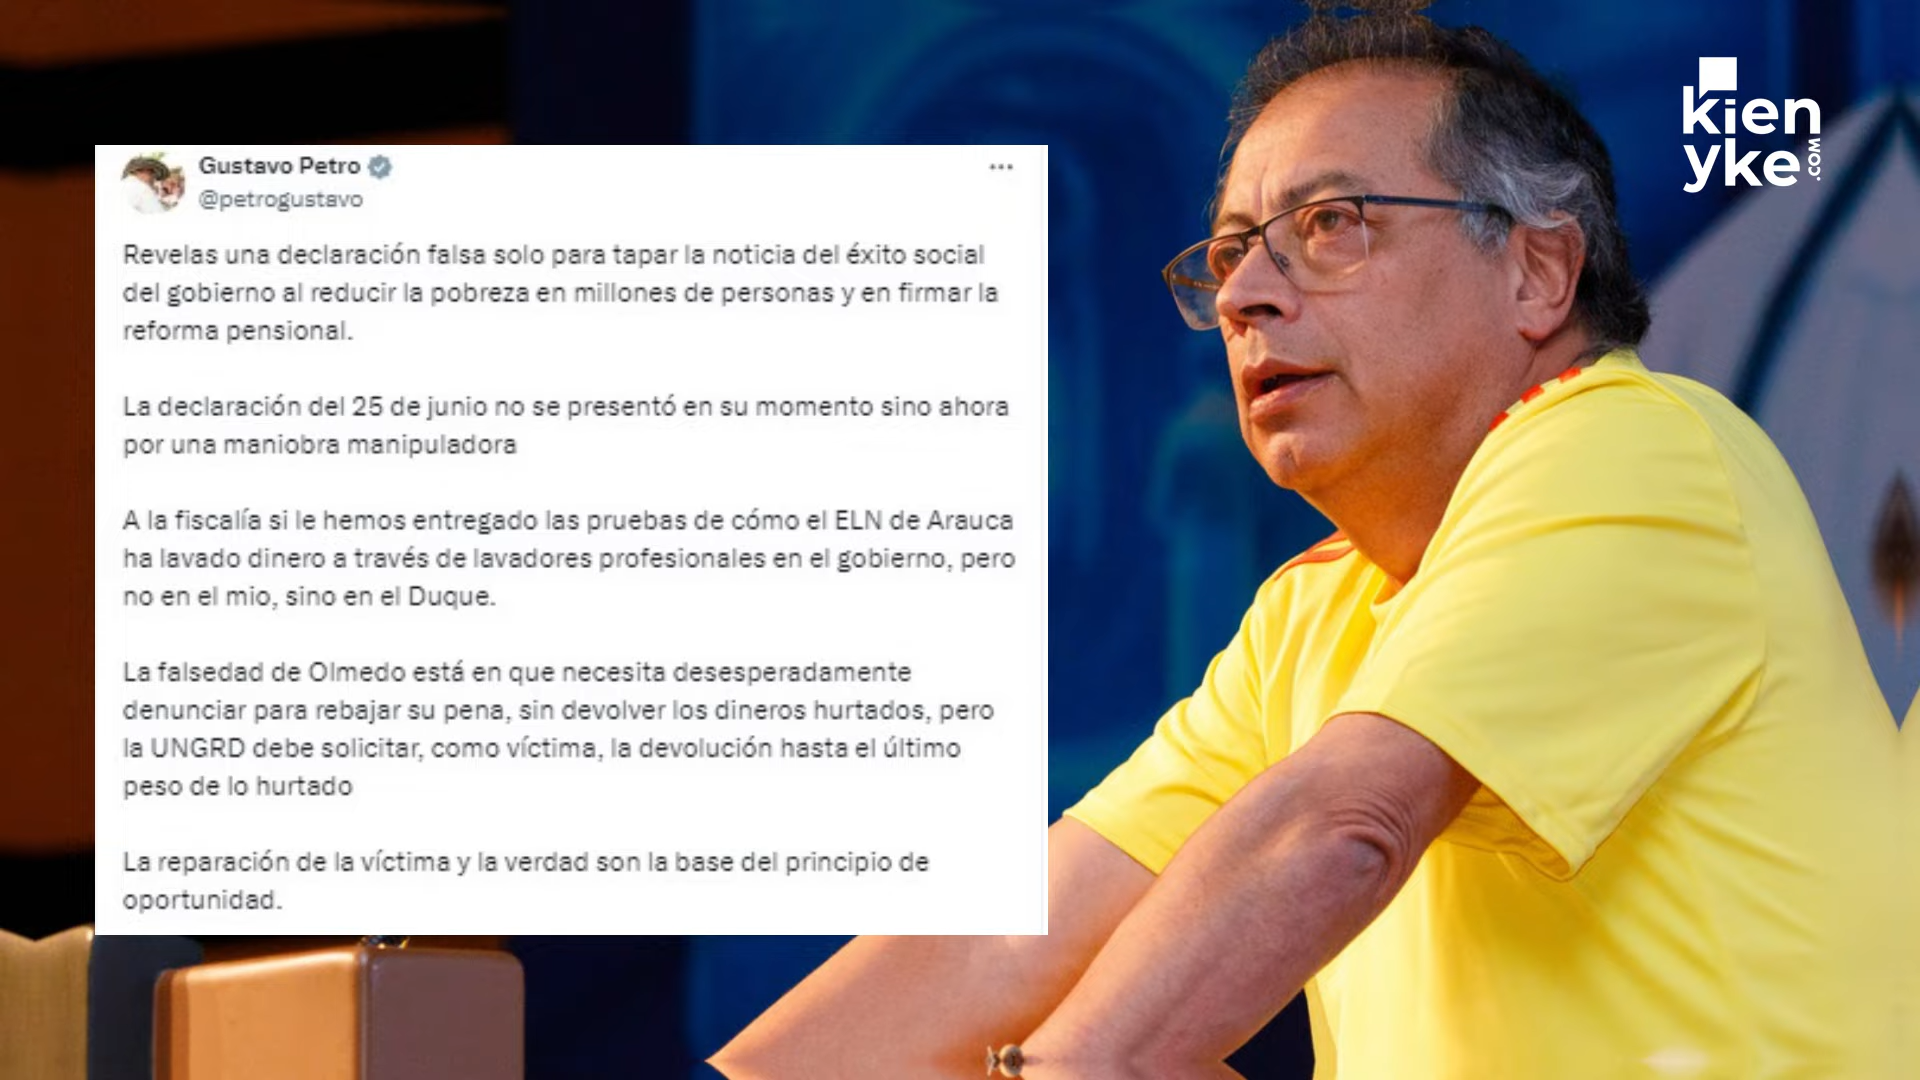 Gustavo Petro
@petrogustavo
Revelas una declaración falsa solo para tapar la noticia del éxito social
del gobierno al reducir la pobreza en millones de personas y en firmar la
reforma pensional.
La declaración del 25 de junio no se presentó en su momento sino ahora
por una maniobra manipuladora
A la fiscalía si le hemos entregado las pruebas de cómo el ELN de Arauca
ha lavado dinero a través de lavadores profesionales en el gobierno, pero
no en el mio, sino en el Duque.
La falsedad de Olmedo está en que necesita desesperadamente
denunciar para rebajar su pena, sin devolver los dineros hurtados, pero
la UNGRD debe solicitar, como víctima, la devolución hasta el último
peso de lo hurtado
La reparación de la víctima y la verdad son la base del principio de
oportunidad.
kien
yke.com